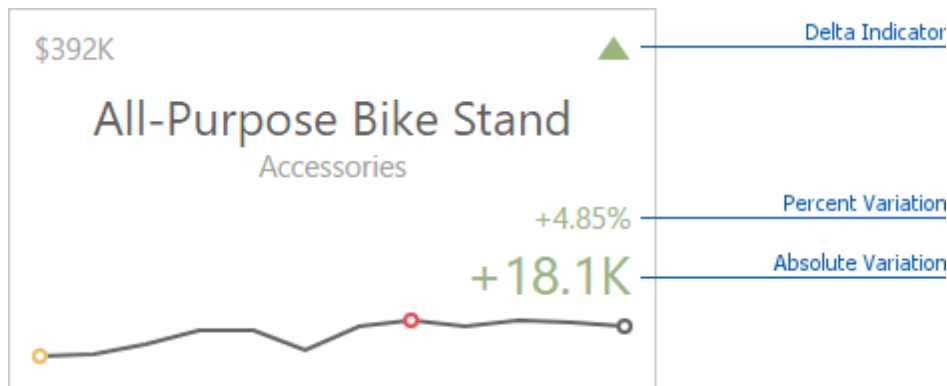 $392K
Delta Indicator
All-Purpose Bike Stand
Accessories
+4.85%
Percent Variation
+18.1K
Absolute Variation